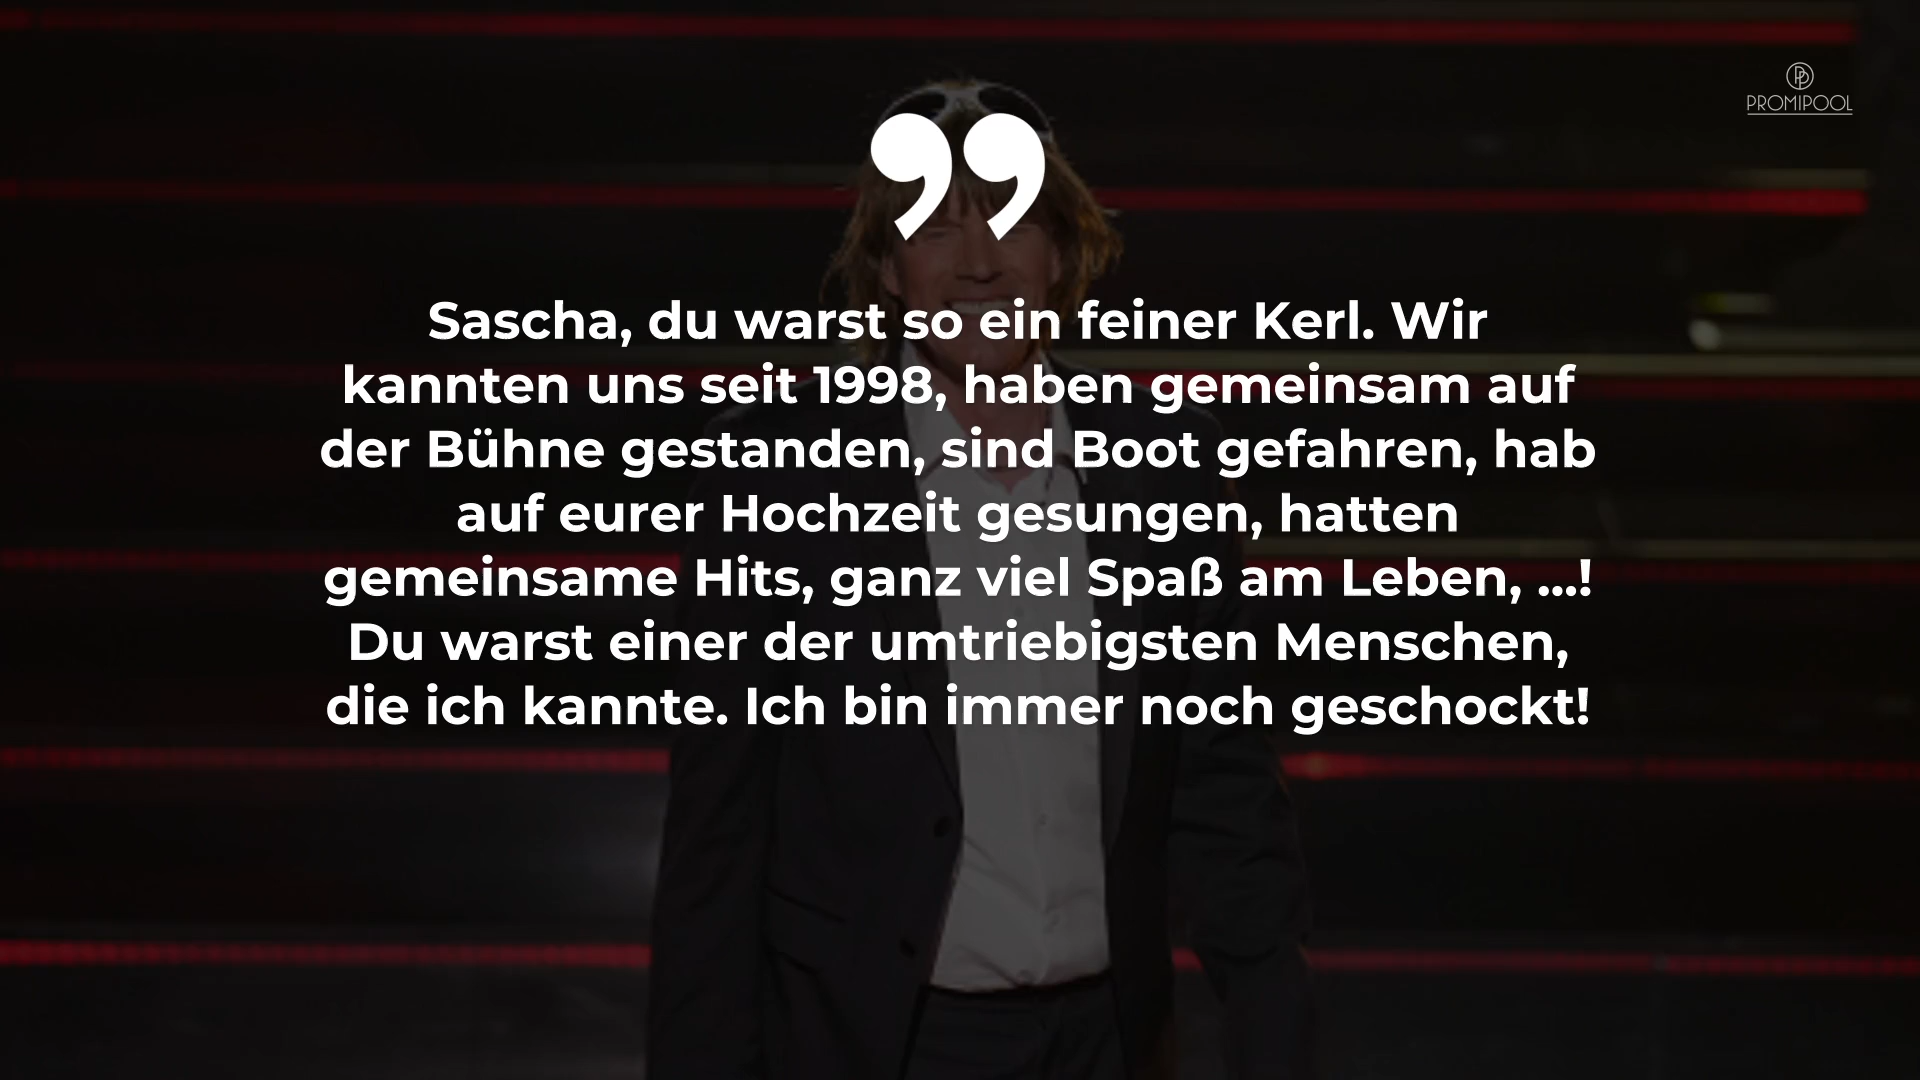 PROMIPOOL
”
Sascha, du warst so ein feiner Kerl. Wir
kannten uns seit 1998, haben gemeinsam auf
der Bühne gestanden, sind Boot gefahren, hab
auf eurer Hochzeit gesungen, hatten
gemeinsame Hits, ganz viel Spaß am Leben, ...!
Du warst einer der umtriebigsten Menschen,
die ich kannte. Ich bin immer noch geschockt!